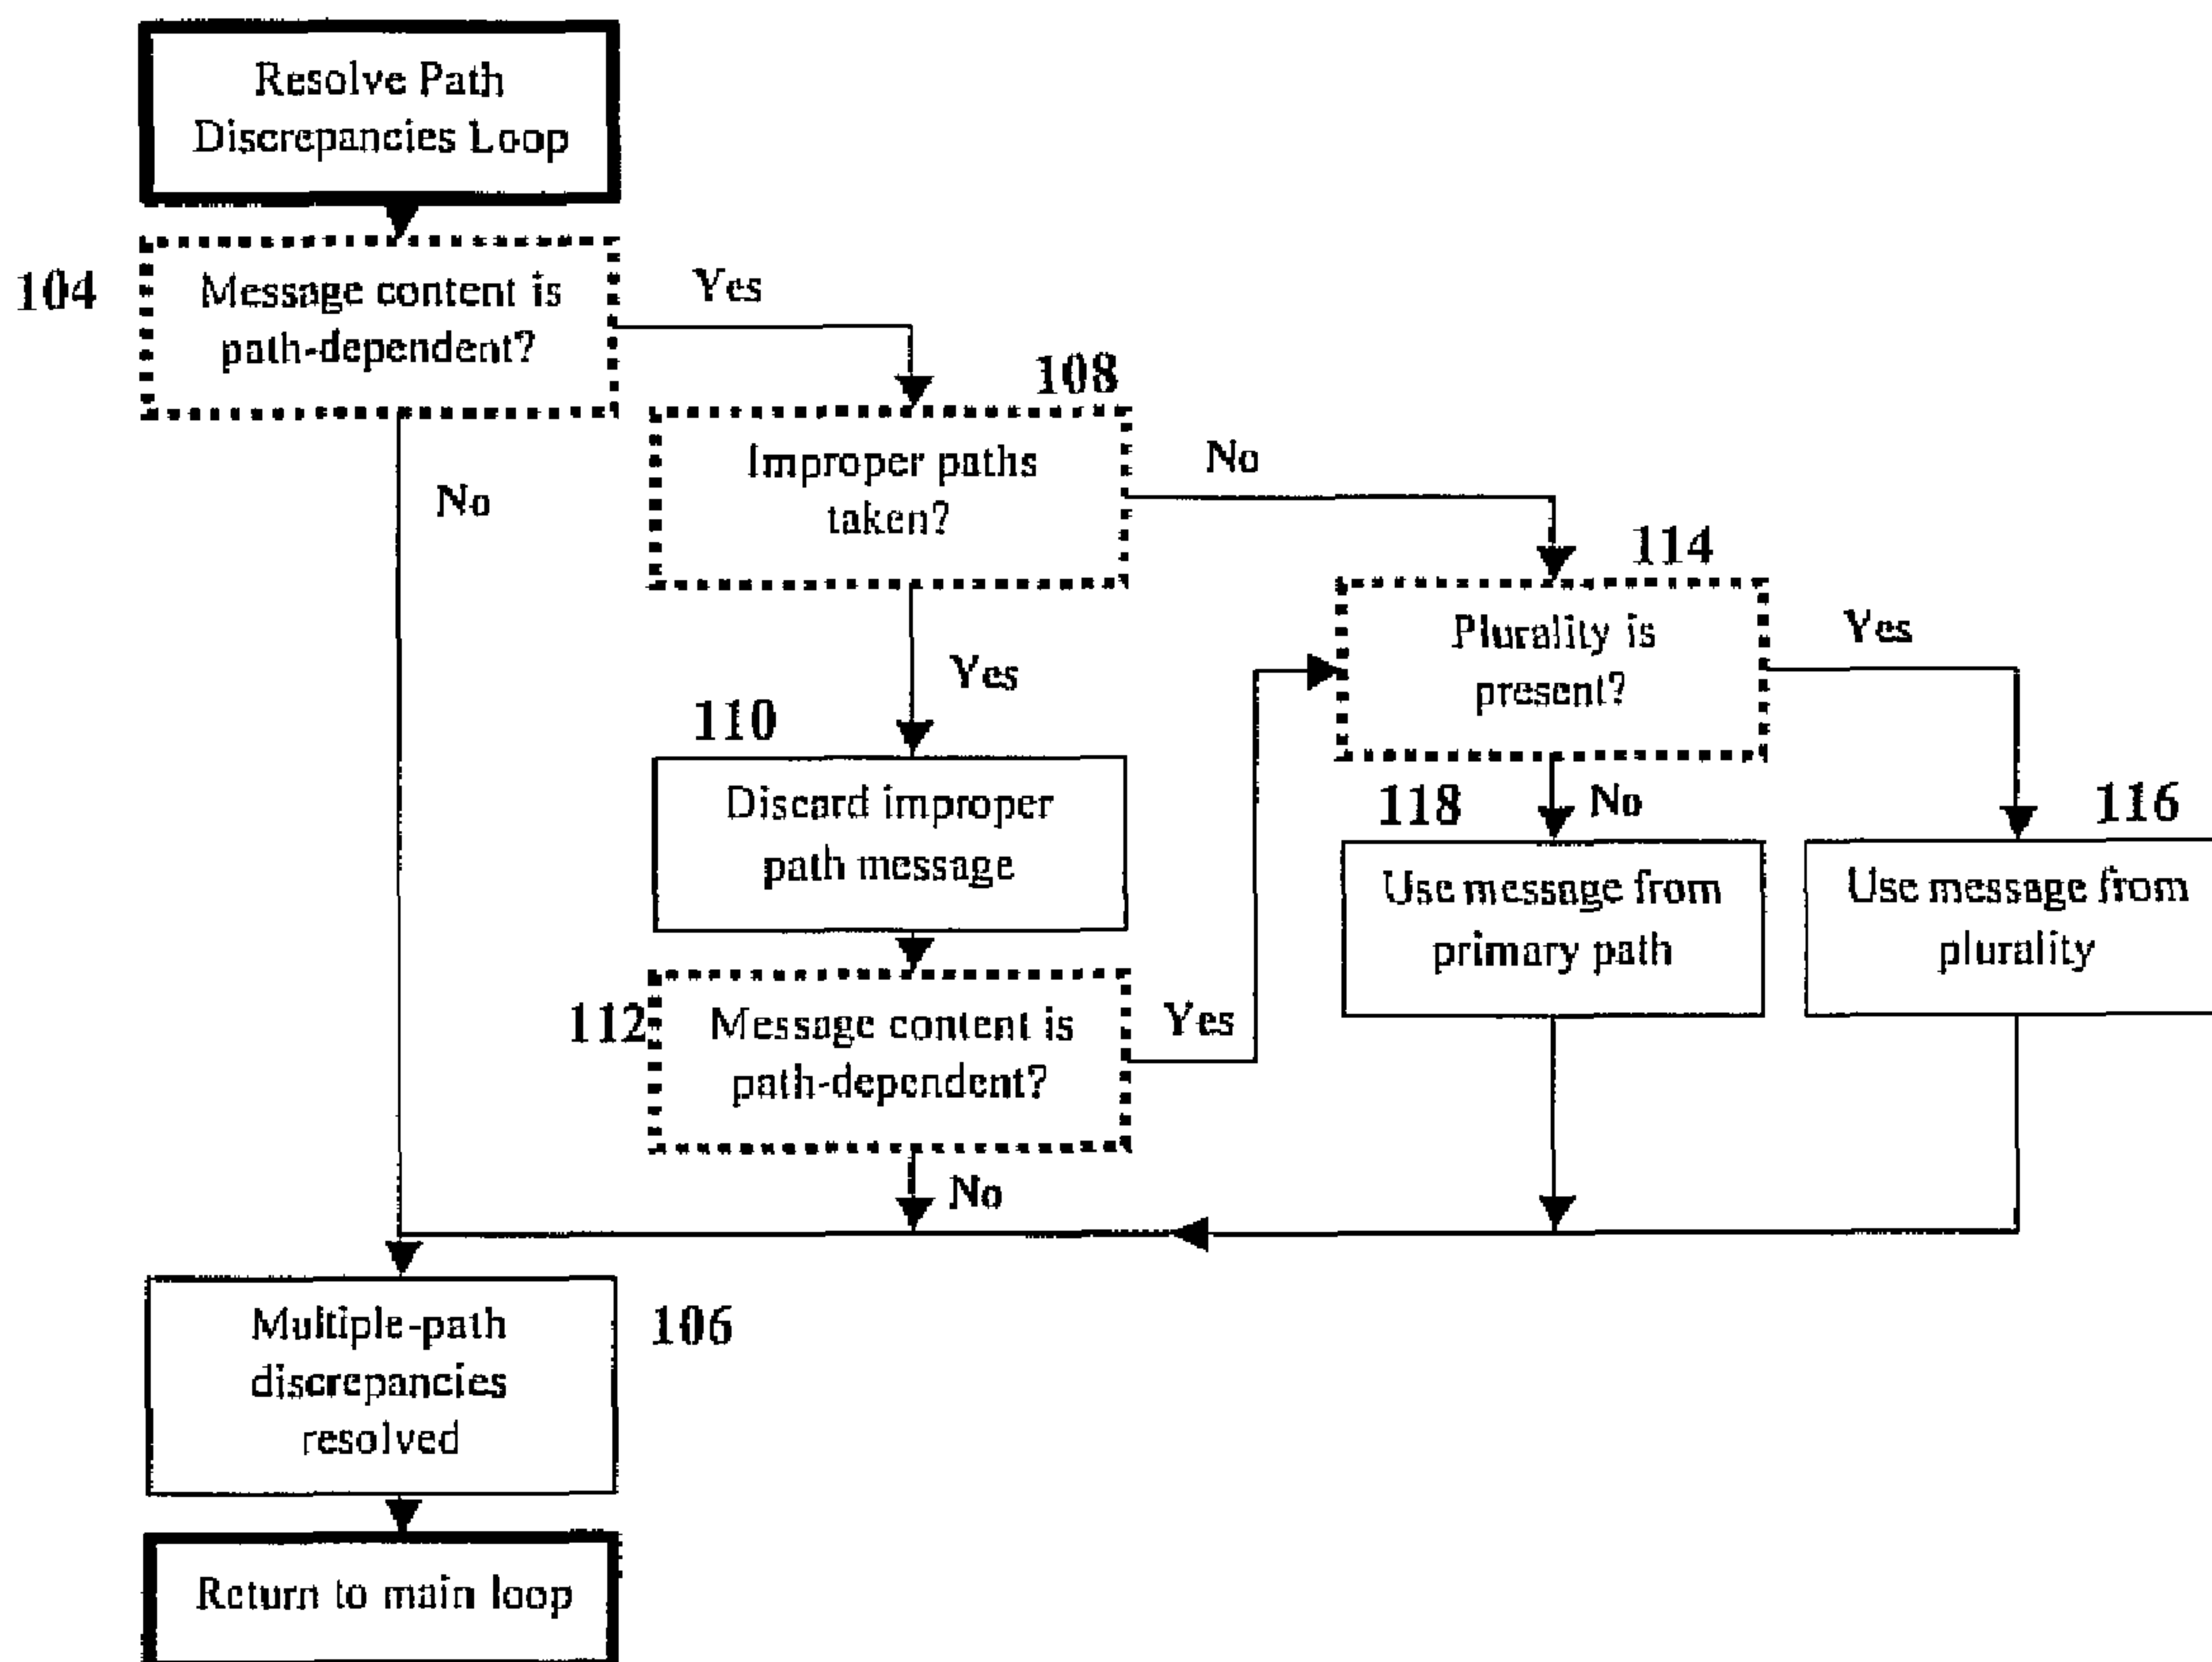 Resolve Path
Discrepancies Loop
104
Message content is
path-dependent?
Yes
No
108
Improper paths
taken?
No
Yes
114
Plurality is
present?
Yes
110
Discard improper
path message
118
No
116
Use message from
primary path
Use message from
plurality
112
Message content is
path-dependent?
Yes
No
Multiple-path
discrepancies
resolved
106
Return to main loop